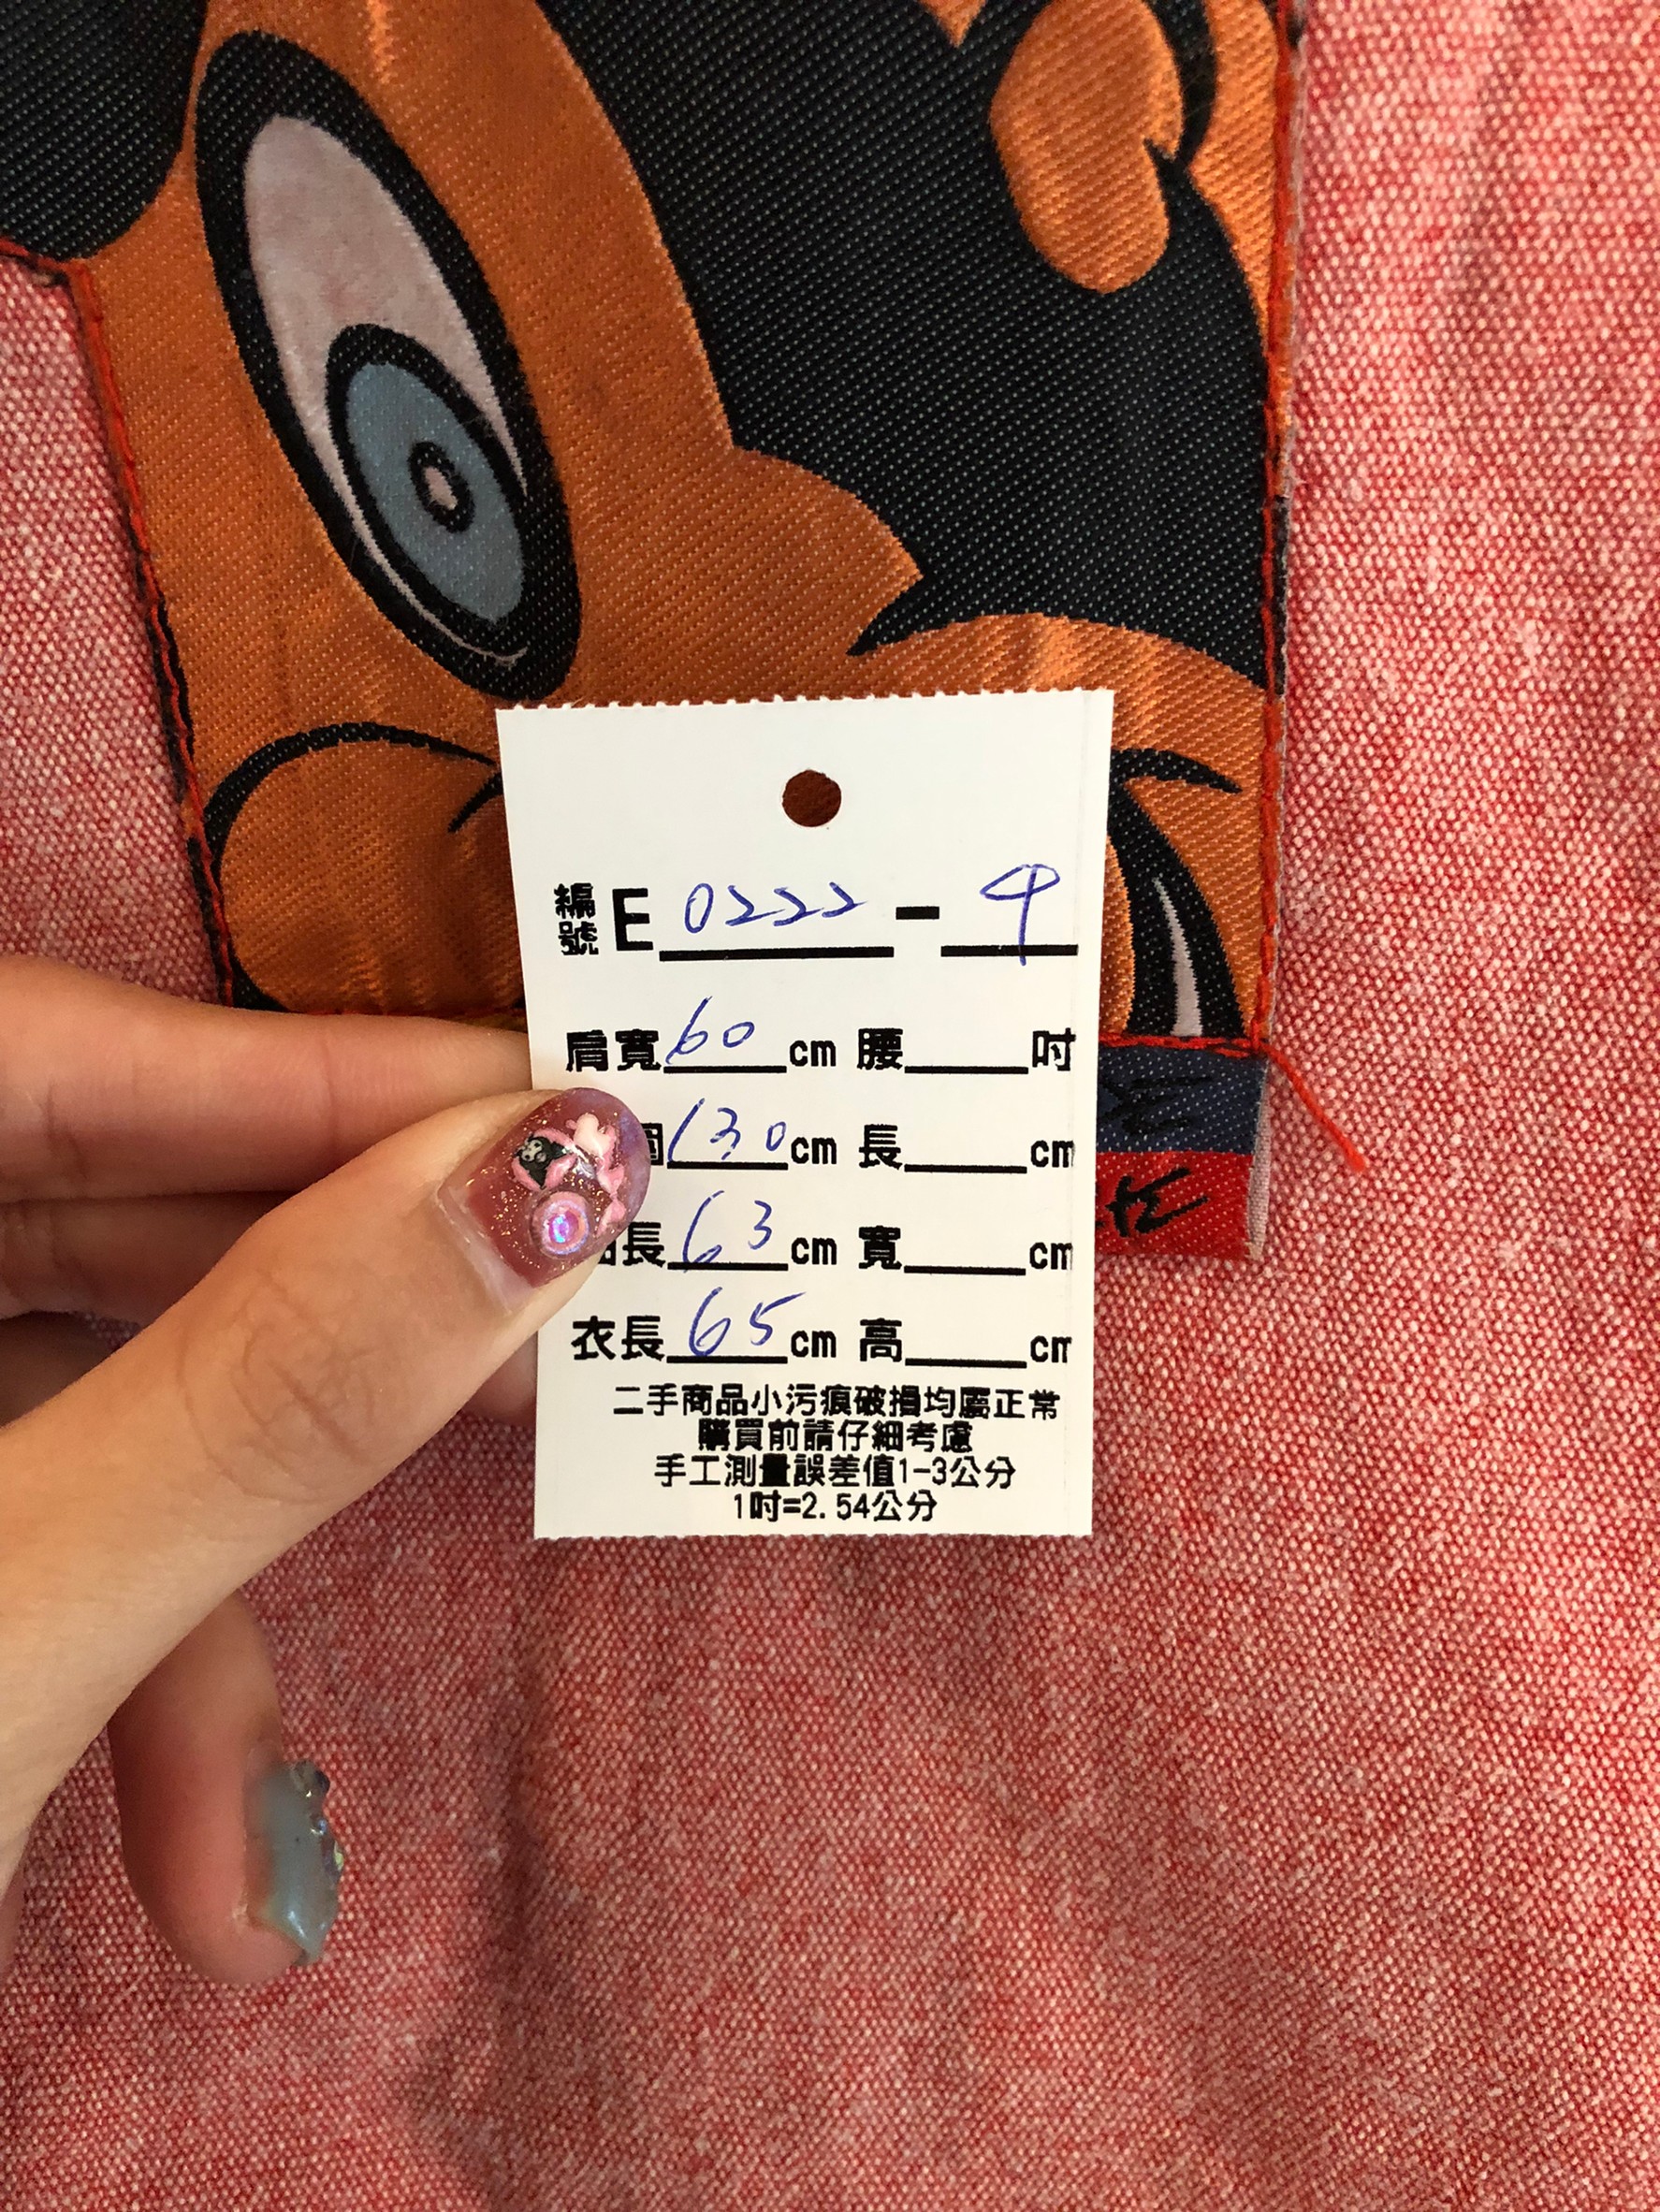 編號 E 0222 - 4
肩寬 60 cm 腰 吋
圍 130 cm 長 cm
長 63 cm 寬 cm
衣長 65 cm 高 cm
二手商品小污痕破損均屬正常
購買前請仔細考慮
手工測量誤差值1-3公分
1吋=2.54公分